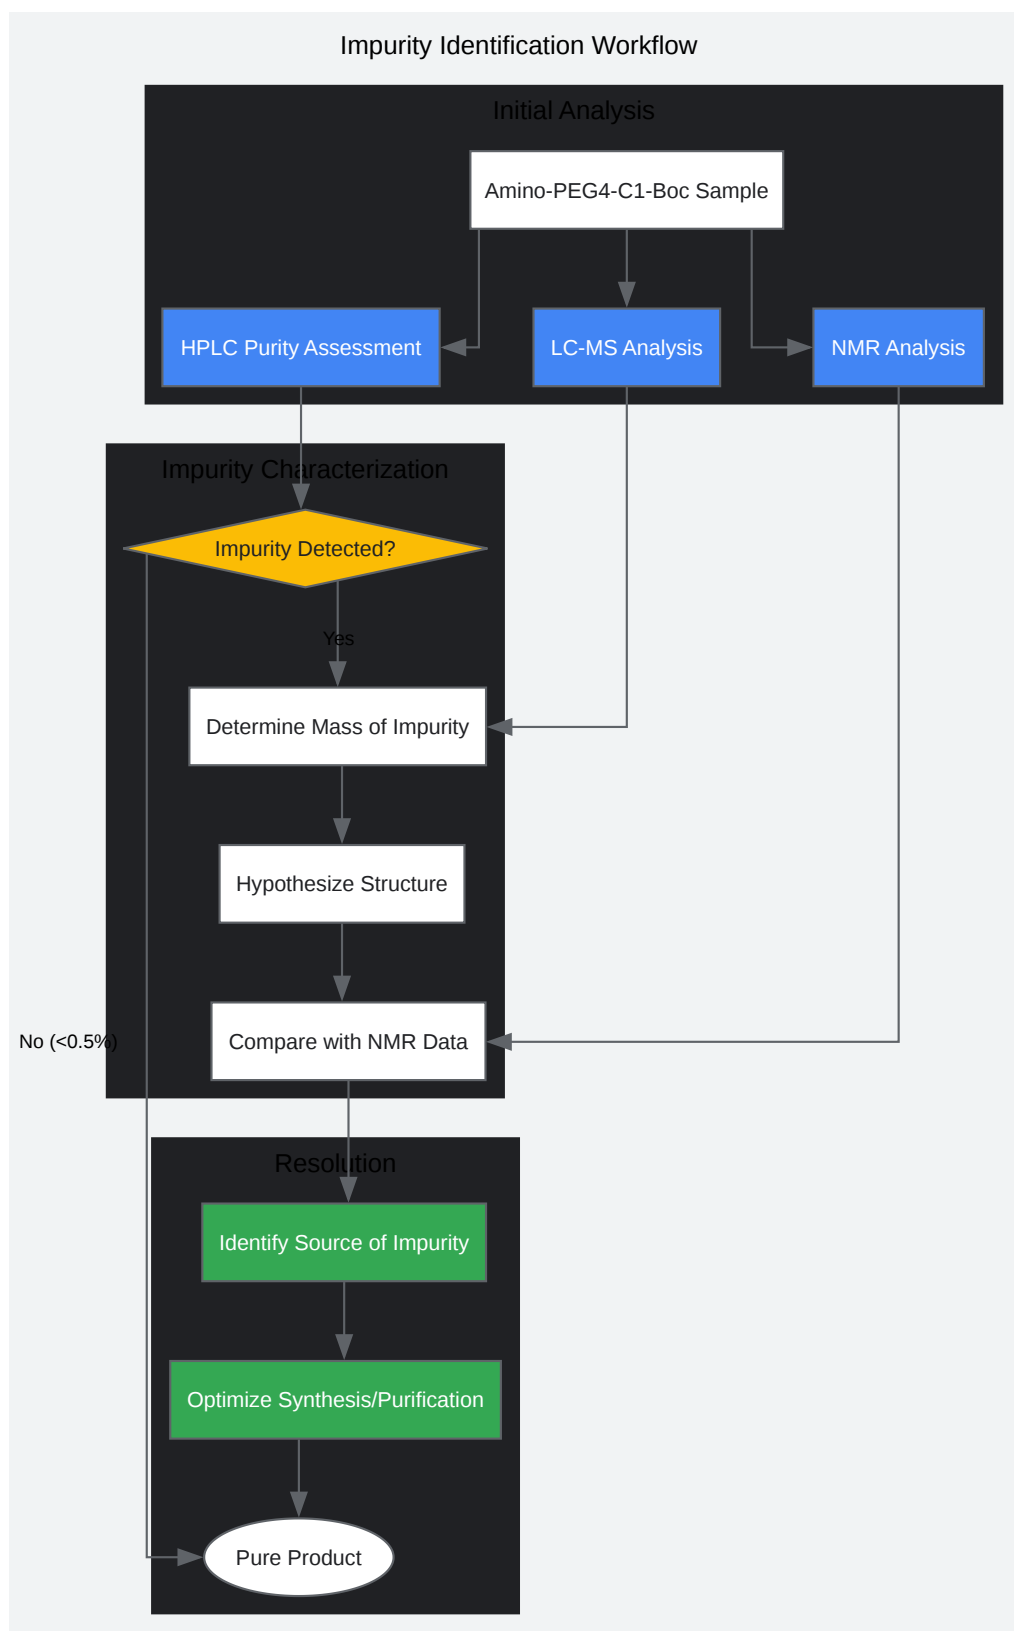 Impurity Identification Workflow
Initial Analysis
Amino-PEG4-C1-Boc Sample
HPLC Purity Assessment
LC-MS Analysis
NMR Analysis
Impurity Characterization
Impurity Detected?
Yes
Determine Mass of Impurity
Hypothesize Structure
No (<0.5%)
Compare with NMR Data
Resolution
Identify Source of Impurity
Optimize Synthesis/Purification
Pure Product